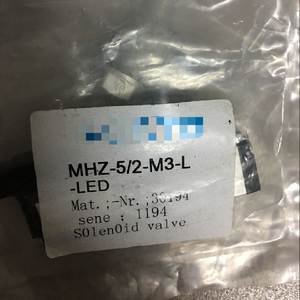 MHZ-5/2-M3-L
-LED
Mat.;-Nr.;30194
sene : 1194
SOlenOid valve